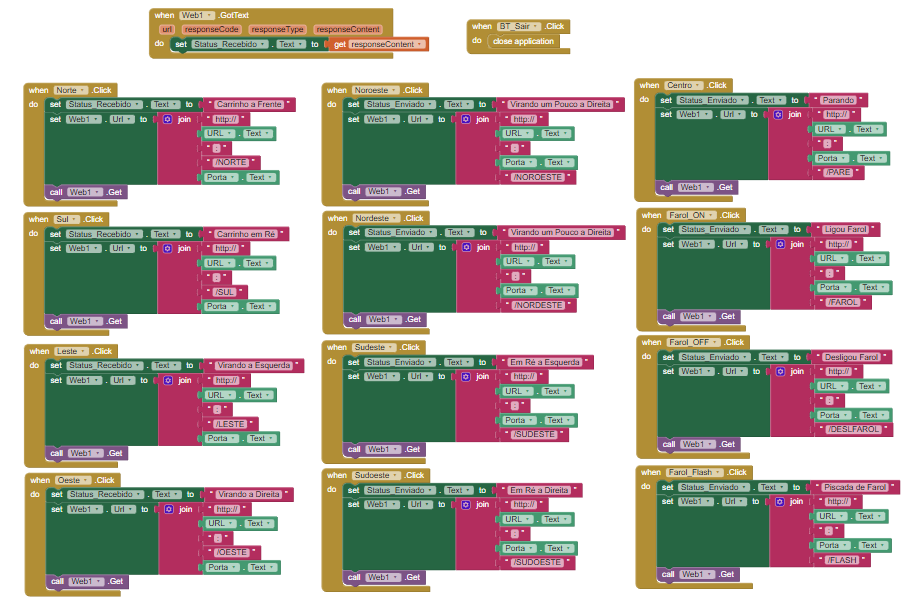 when Web1 .GotText
url responseCode responseType responseContent
do set Status_Recebido . Text to get responseContent
when BT_Sair .Click
do close application
when Norte .Click
do set Status_Recebido . Text to " Carrinho a Frente "
set Web1 . Url to join " http:// "
URL . Text
" : "
" /NORTE "
Porta . Text
call Web1 .Get
when Sul .Click
do set Status_Recebido . Text to " Carrinho em Ré "
set Web1 . Url to join " http:// "
URL . Text
" : "
" /SUL "
Porta . Text
call Web1 .Get
when Leste .Click
do set Status_Recebido . Text to " Virando a Esquerda "
set Web1 . Url to join " http:// "
URL . Text
" : "
" /LESTE "
Porta . Text
call Web1 .Get
when Oeste .Click
do set Status_Recebido . Text to " Virando a Direita "
set Web1 . Url to join " http:// "
URL . Text
" : "
" /OESTE "
Porta . Text
call Web1 .Get
when Noroeste .Click
do set Status_Enviado . Text to " Virando um Pouco a Direita "
set Web1 . Url to join " http:// "
URL . Text
" : "
Porta . Text
" /NOROESTE "
call Web1 .Get
when Nordeste .Click
do set Status_Enviado . Text to " Virando um Pouco a Direita "
set Web1 . Url to join " http:// "
URL . Text
" : "
Porta . Text
" /NORDESTE "
call Web1 .Get
when Sudeste .Click
do set Status_Enviado . Text to " Em Ré a Esquerda "
set Web1 . Url to join " http:// "
URL . Text
" : "
Porta . Text
" /SUDESTE "
call Web1 .Get
when Sudoeste .Click
do set Status_Enviado . Text to " Em Ré a Direita "
set Web1 . Url to join " http:// "
URL . Text
" : "
Porta . Text
" /SUDOESTE "
call Web1 .Get
when Centro .Click
do set Status_Enviado . Text to " Parando "
set Web1 . Url to join " http:// "
URL . Text
" : "
Porta . Text
" /PARE "
call Web1 .Get
when Farol_ON .Click
do set Status_Enviado . Text to " Ligou Farol "
set Web1 . Url to join " http:// "
URL . Text
" : "
Porta . Text
" /FAROL "
call Web1 .Get
when Farol_OFF .Click
do set Status_Enviado . Text to " Desligou Farol "
set Web1 . Url to join " http:// "
URL . Text
" : "
Porta . Text
" /DESLFAROL "
call Web1 .Get
when Farol_Flash .Click
do set Status_Enviado . Text to " Piscada de Farol "
set Web1 . Url to join " http:// "
URL . Text
" : "
Porta . Text
" /FLASH "
call Web1 .Get